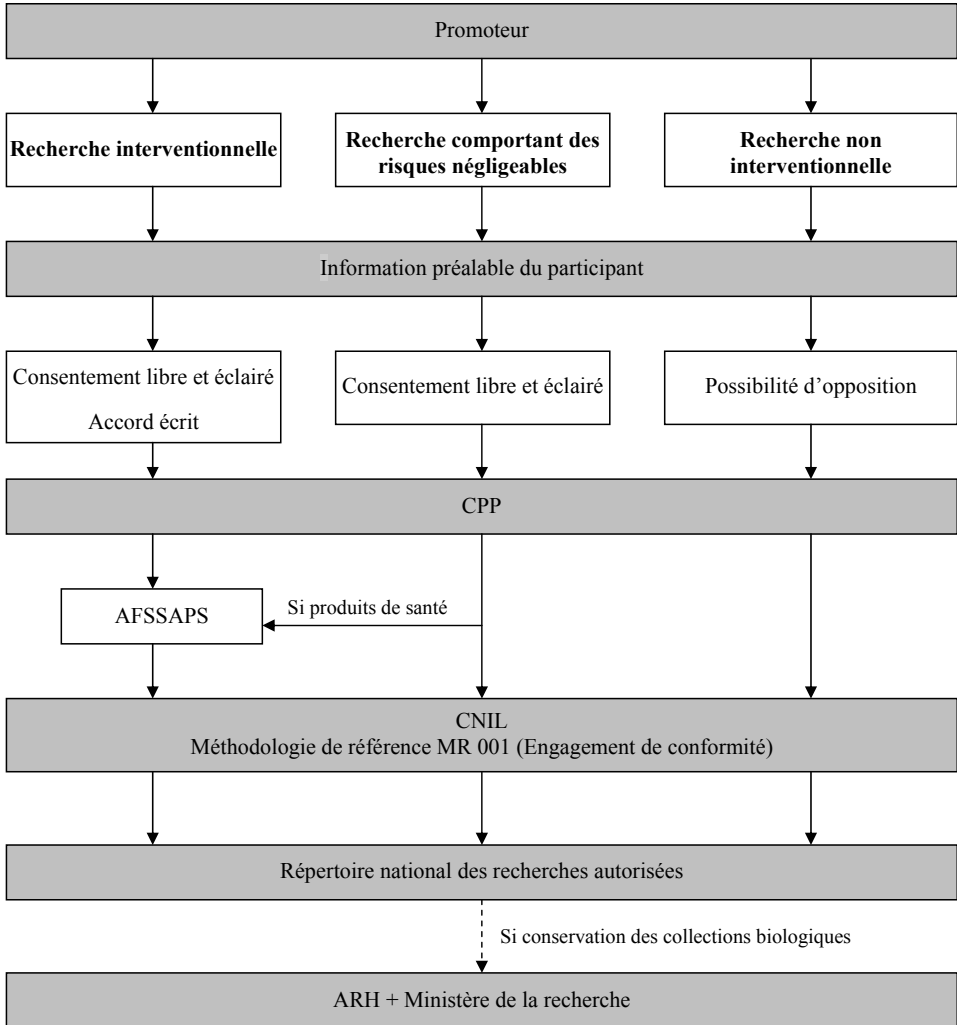 Promoteur
Recherche interventionnelle
Recherche comportant des
risques négligeables
Recherche non
interventionnelle
Information préalable du participant
Consentement libre et éclairé
Accord écrit
Consentement libre et éclairé
Possibilité d’opposition
CPP
AFSSAPS
Si produits de santé
CNIL
Méthodologie de référence MR 001 (Engagement de conformité)
Répertoire national des recherches autorisées
Si conservation des collections biologiques
ARH + Ministère de la recherche